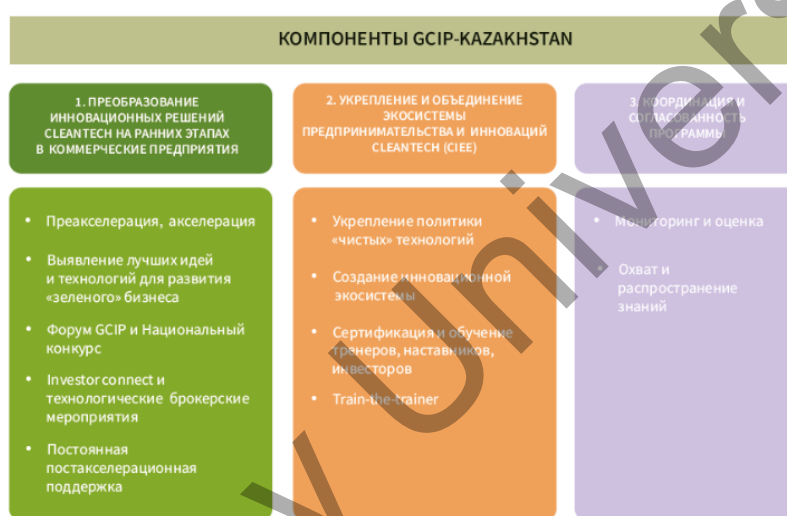 КОМПОНЕНТЫ GCIP-KAZAKHSTAN
1. ПРЕОБРАЗОВАНИЕ
ИННОВАЦИОННЫХ РЕШЕНИЙ
CLEANTECH НА РАННИХ ЭТАПАХ
В КОММЕРЧЕСКИЕ ПРЕДПРИЯТИЯ
• Преакселерация, акселерация
• Выявление лучших идей
и технологий для развития
«зеленого» бизнеса
• Форум GCIP и Национальный
конкурс
• Investor connect и
технологические брокерские
мероприятия
• Постоянная
постакселерационная
поддержка
2. УКРЕПЛЕНИЕ И ОБЪЕДИНЕНИЕ
ЭКОСИСТЕМЫ
ПРЕДПРИНИМАТЕЛЬСТВА И ИННОВАЦИЙ
CLEANTECH (CIEE)
• Укрепление политики
«чистых» технологий
• Создание инновационной
экосистемы
• Сертификация и обучение
тренеров, наставников,
инвесторов
• Train-the-trainer
3. КООРДИНАЦИЯ И
СОГЛАСОВАННОСТЬ
ПРОГРАММЫ
• Мониторинг и оценка
• Охват и
распространение
знаний
y Univers